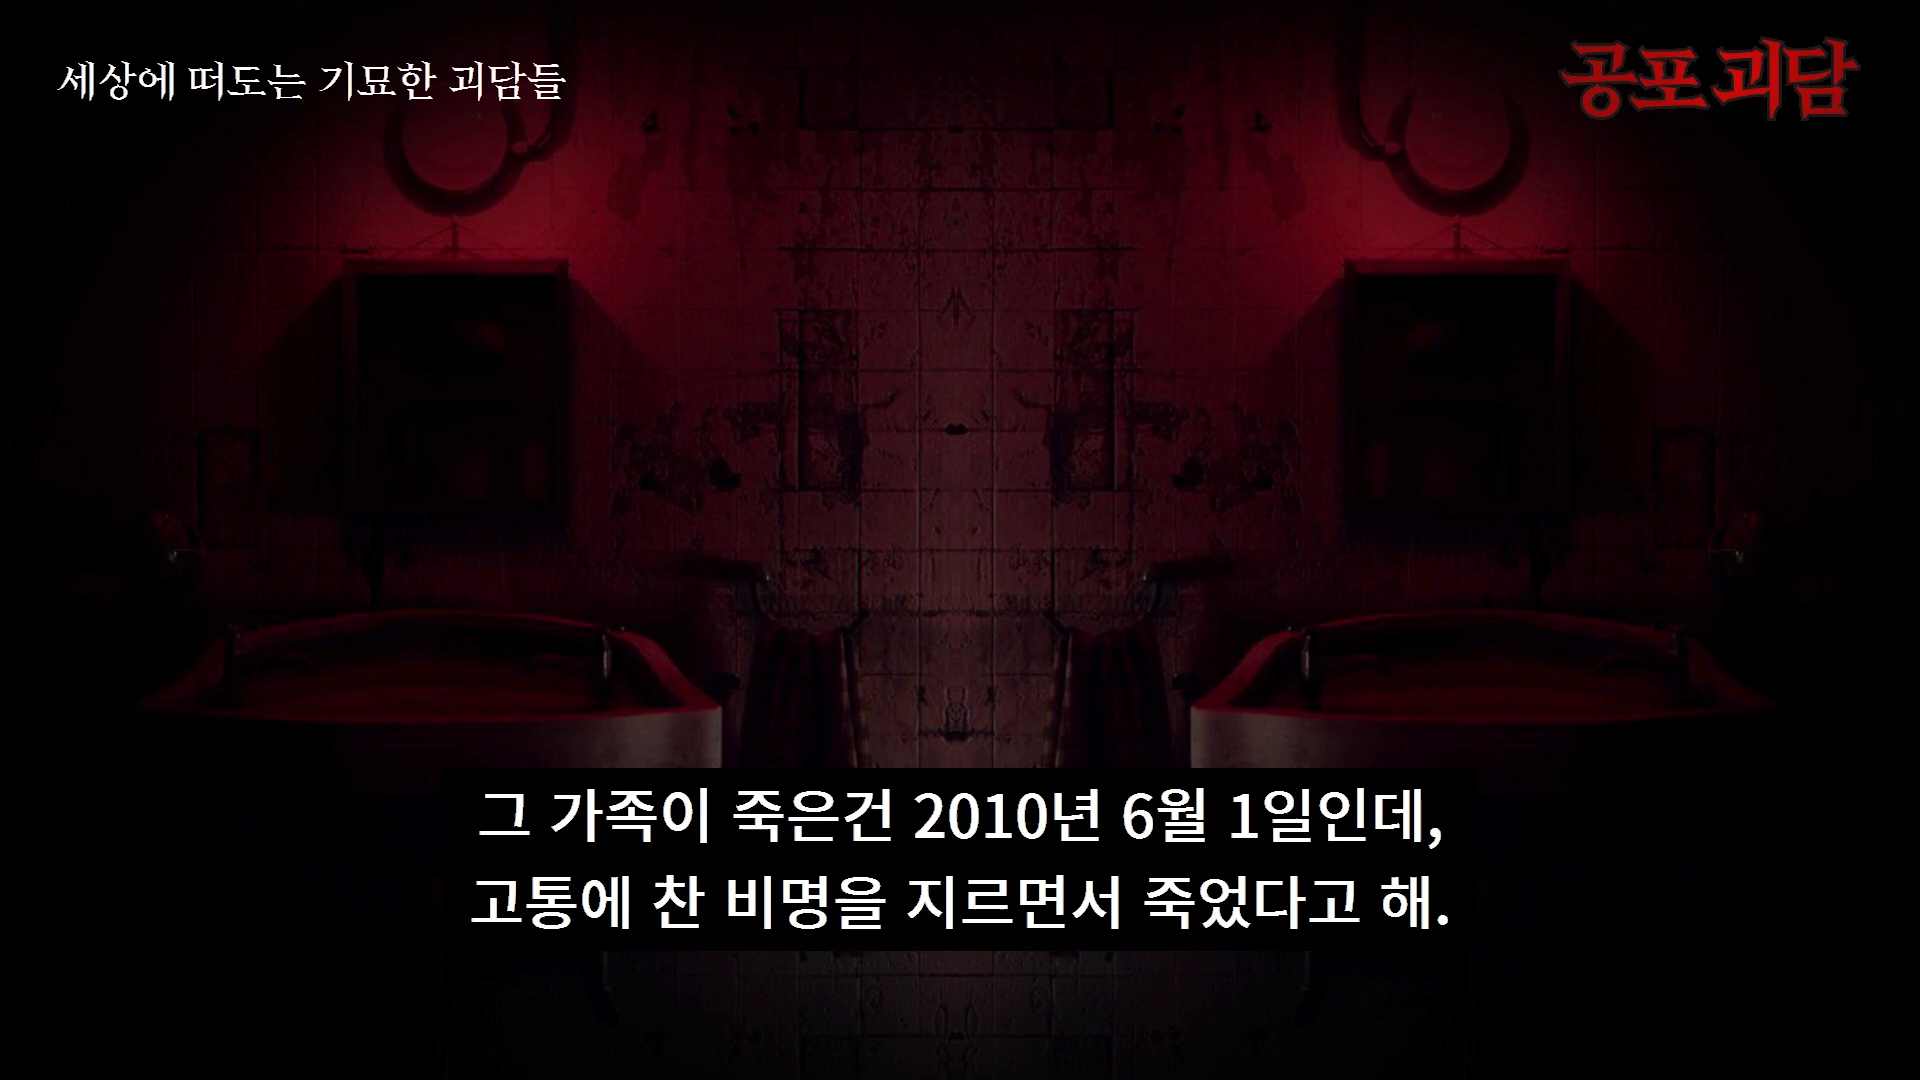 세상에 떠도는 기묘한 괴담들
공포 괴담
그 가족이 죽은건 2010년 6월 1일인데,
고통에 찬 비명을 지르면서 죽었다고 해.